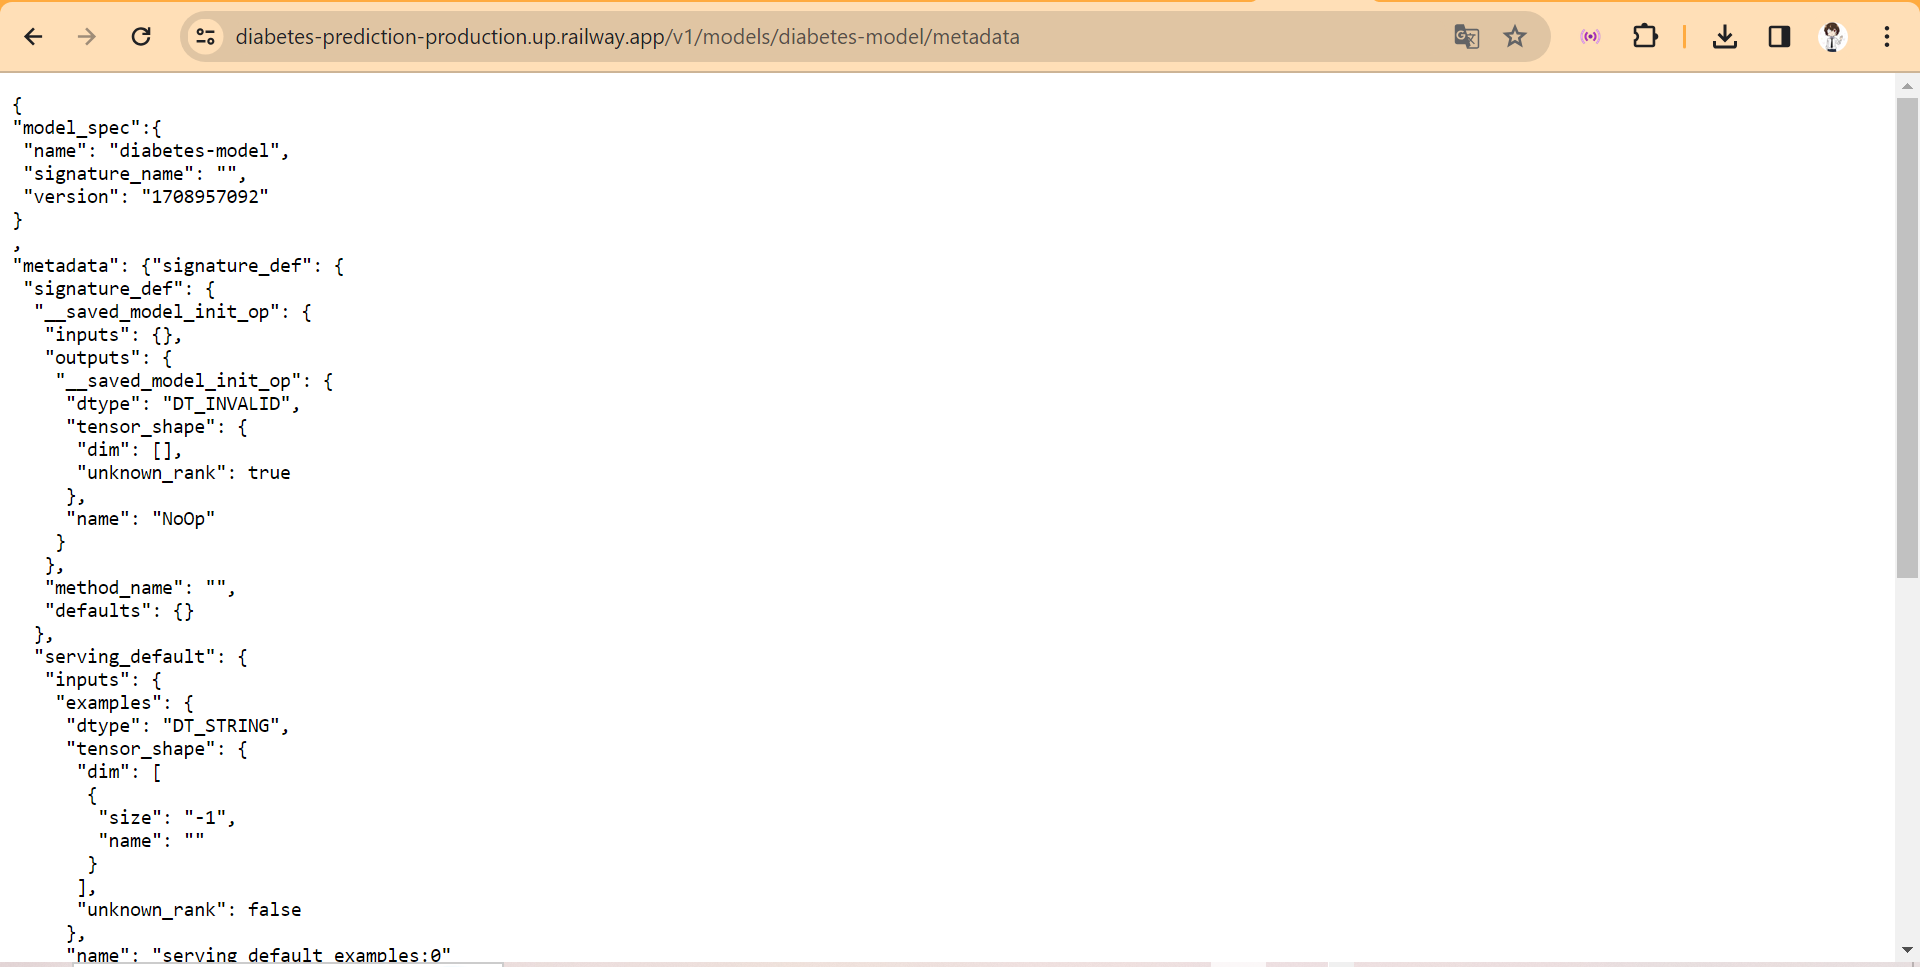 diabetes-prediction-production.up.railway.app/v1/models/diabetes-model/metadata
{
"model_spec":{
 "name": "diabetes-model",
 "signature_name": "",
 "version": "1708957092"
}
,
"metadata": {"signature_def": {
 "signature_def": {
  "__saved_model_init_op": {
   "inputs": {},
   "outputs": {
    "__saved_model_init_op": {
     "dtype": "DT_INVALID",
     "tensor_shape": {
      "dim": [],
      "unknown_rank": true
     },
     "name": "NoOp"
    }
   },
   "method_name": "",
   "defaults": {}
  },
  "serving_default": {
   "inputs": {
    "examples": {
     "dtype": "DT_STRING",
     "tensor_shape": {
      "dim": [
       {
        "size": "-1",
        "name": ""
       }
      ],
      "unknown_rank": false
     },
     "name": "serving_default_examples:0"